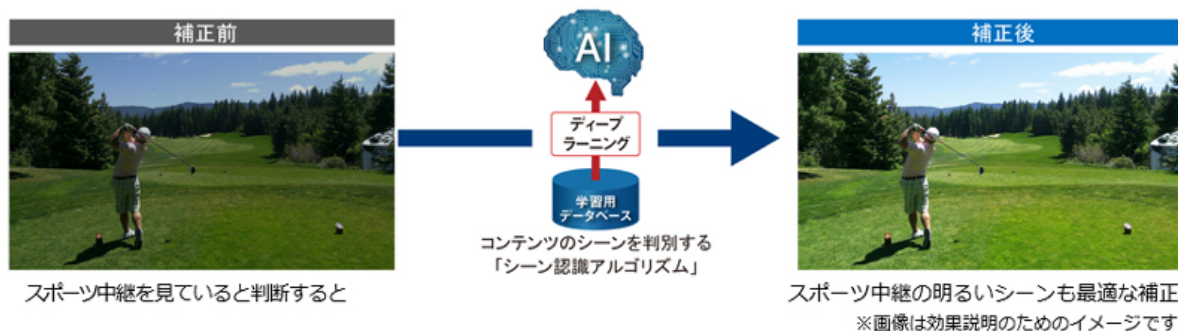 補正前
AI
補正後
ディープ
ラーニング
学習用
データベース
コンテンツのシーンを判別する
「シーン認識アルゴリズム」
スポーツ中継を見ていると判断すると
スポーツ中継の明るいシーンも最適な補正
※画像は効果説明のためのイメージです